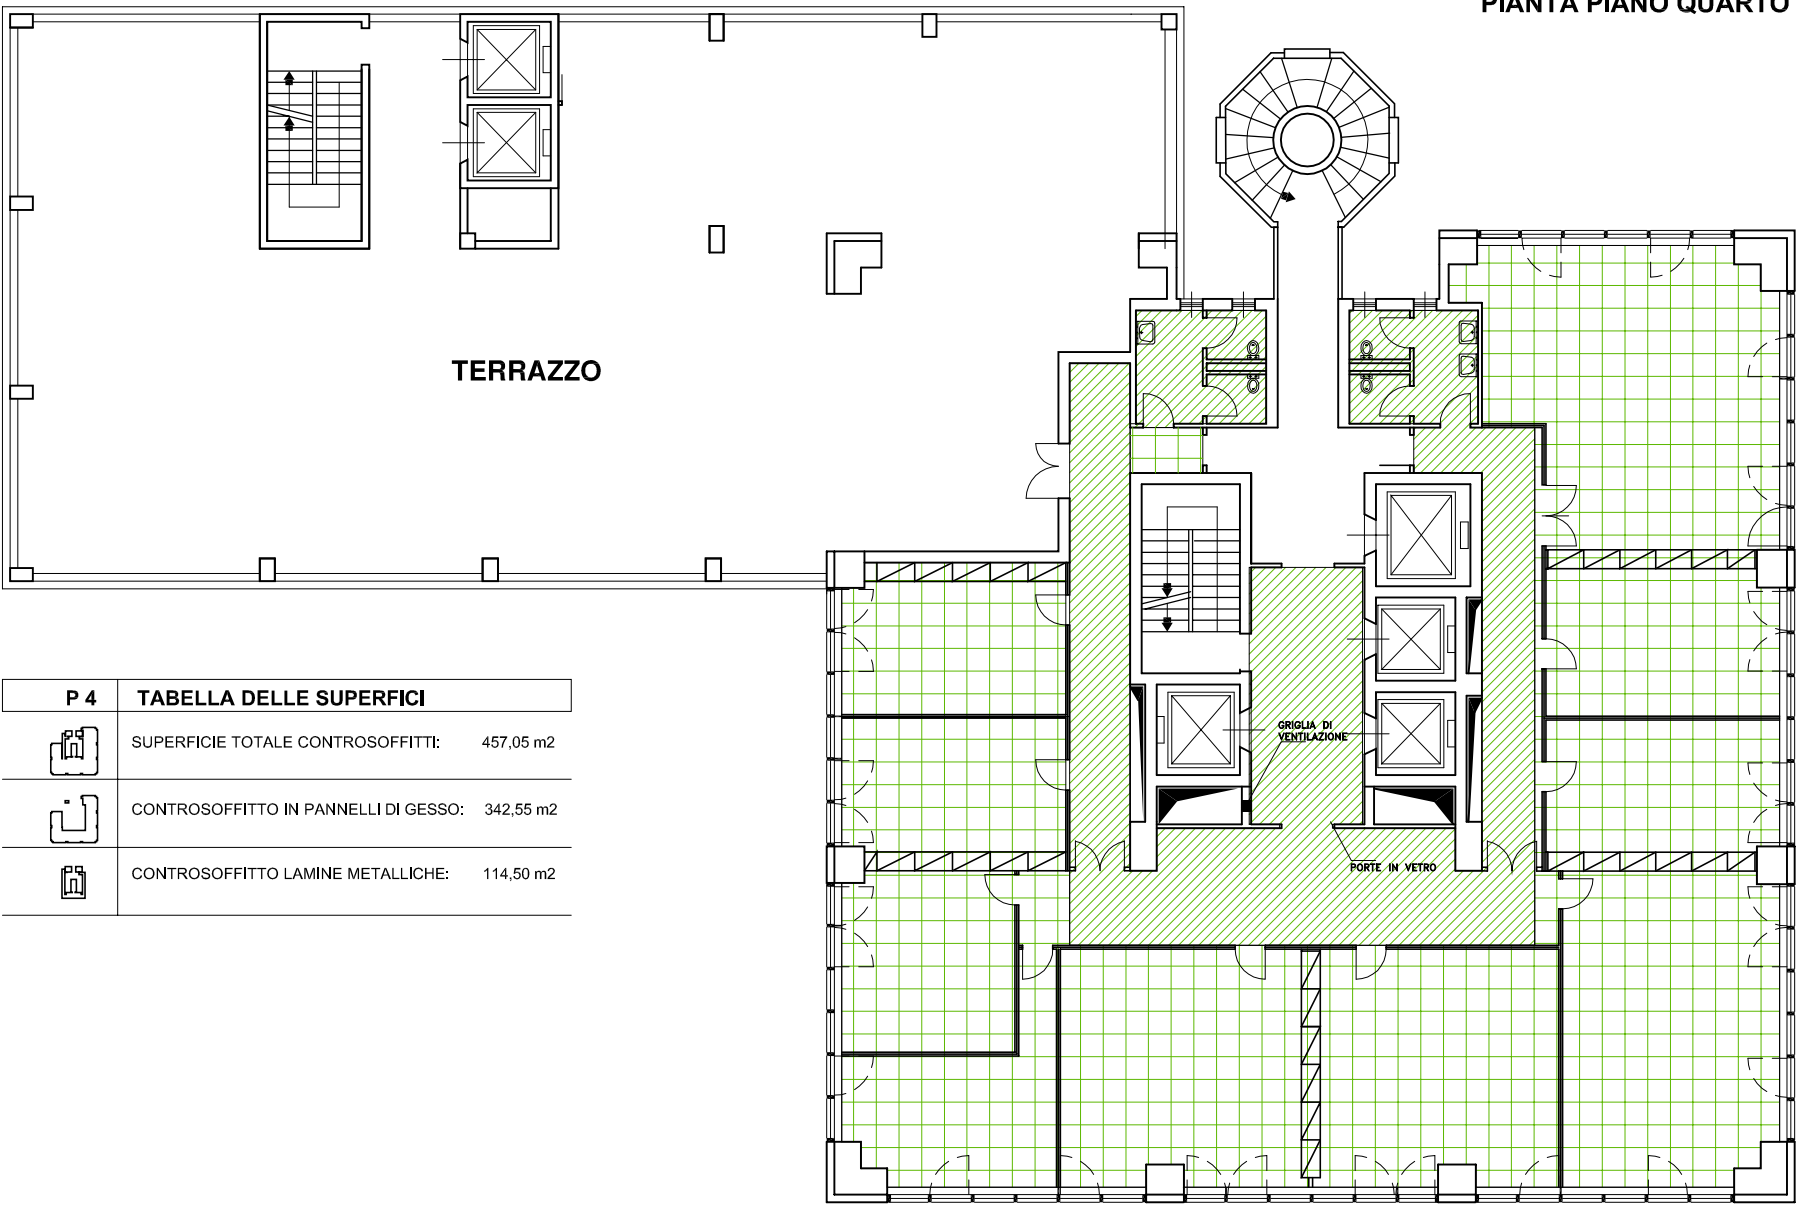 PIANTA PIANO QUARTO
TERRAZZO
P 4 TABELLA DELLE SUPERFICI
SUPERFICIE TOTALE CONTROSOFFITTI: 457,05 m2
CONTROSOFFITTO IN PANNELLI DI GESSO: 342,55 m2
CONTROSOFFITTO LAMINE METALLICHE: 114,50 m2
GRIGLIA DI
VENTILAZIONE
PORTE IN VETRO